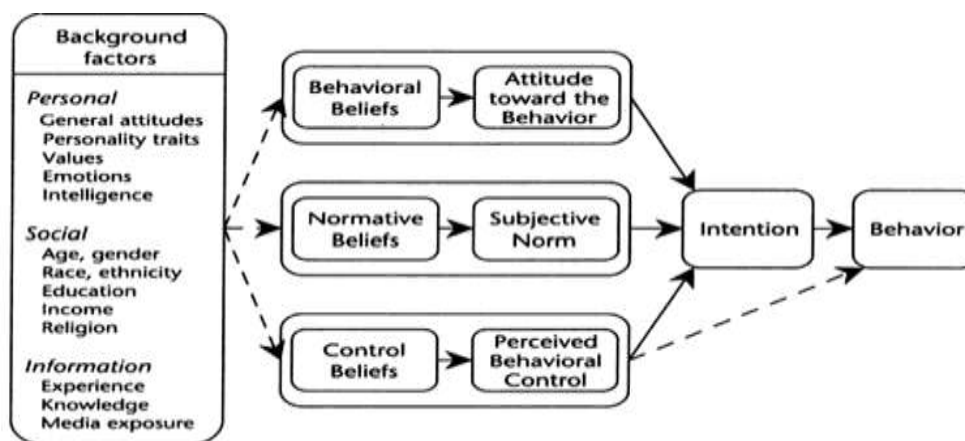 Background
factors
Personal
General attitudes
Personality traits
Values
Emotions
Intelligence
Social
Age, gender
Race, ethnicity
Education
Income
Religion
Information
Experience
Knowledge
Media exposure
Behavioral
Beliefs
Attitude
toward the
Behavior
Normative
Beliefs
Subjective
Norm
Control
Beliefs
Perceived
Behavioral
Control
Intention
Behavior